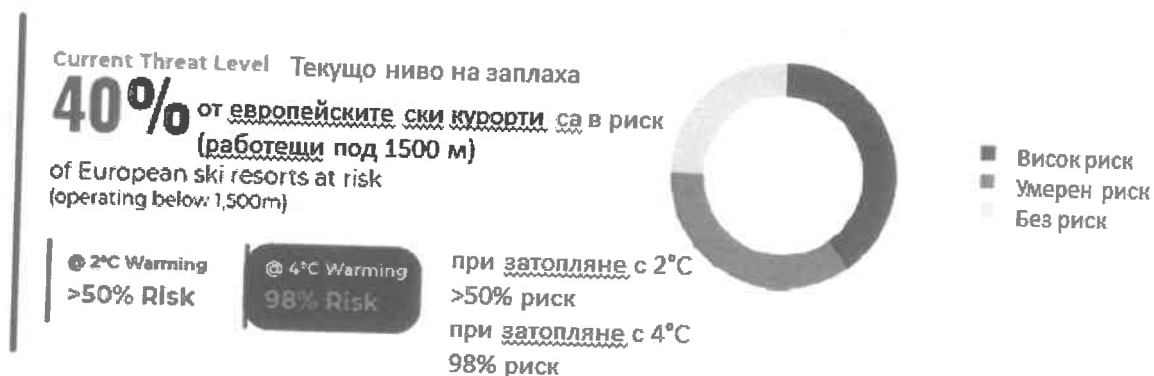 Current Threat Level Текущо ниво на заплаха
40% от европейските ски курорти са в риск
(работещи под 1500 м)
of European ski resorts at risk
(operating below 1,500m)
@ 2°C Warming
>50% Risk
@ 4°C Warming
98% Risk
при затопляне с 2°C
>50% риск
при затопляне с 4°C
98% риск
Висок риск
Умерен риск
Без риск